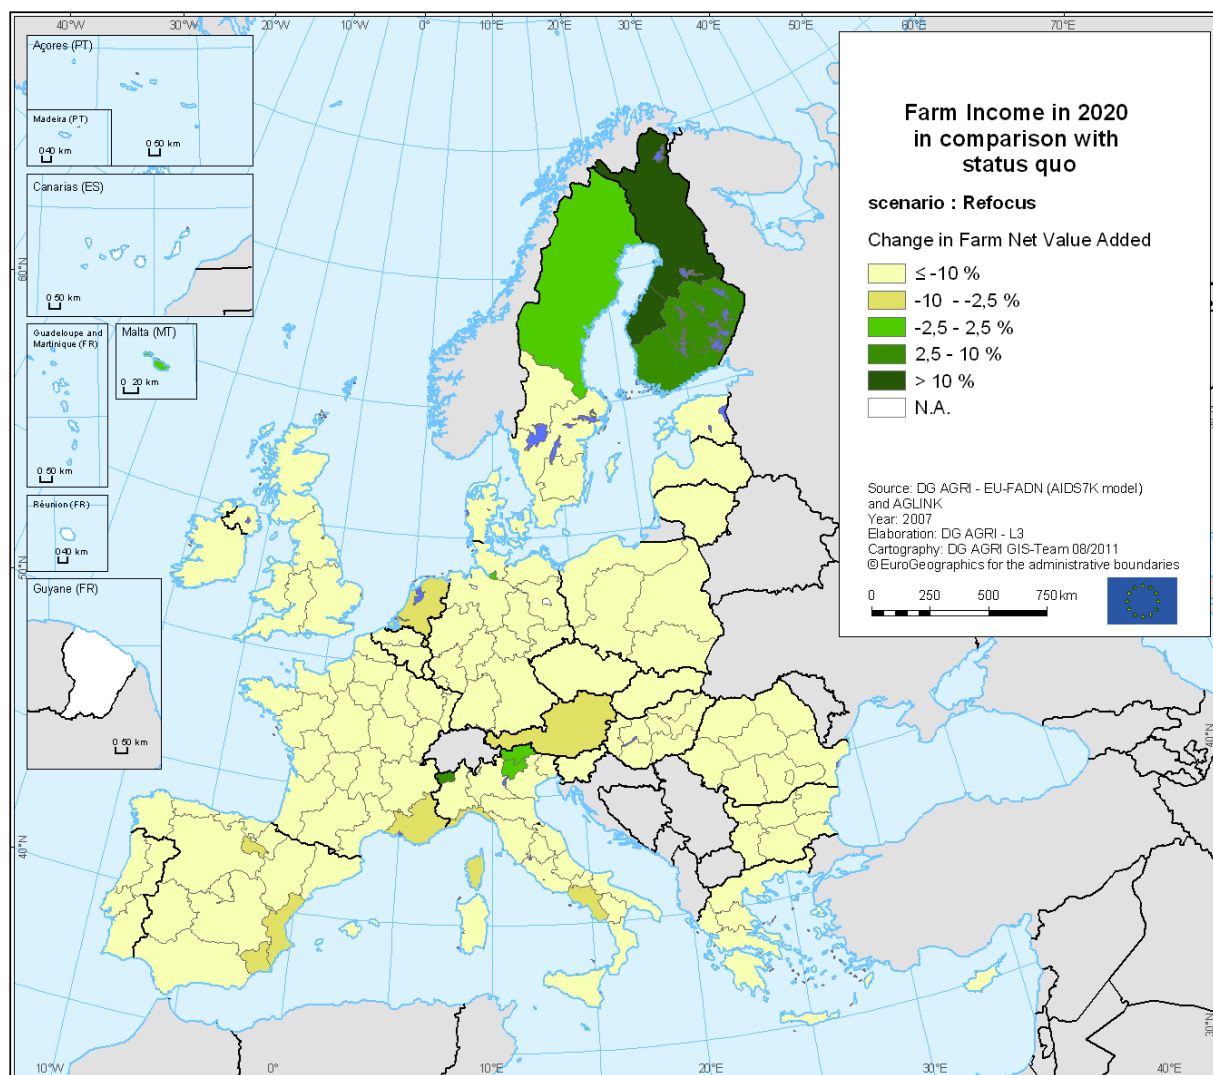 40°W
30°W
20°W
10°W
0°
10°E
20°E
30°E
40°E
50°E
60°E
70°E
Açores (PT)
Madeira (PT)
0 40 km
0 50 km
Canarias (ES)
0 50 km
Guadeloupe and
Martinique (FR)
0 50 km
Malta (MT)
0 20 km
Réunion (FR)
0 40 km
Guyane (FR)
0 50 km
60°N
50°N
40°N
Farm Income in 2020
in comparison with
status quo
scenario : Refocus
Change in Farm Net Value Added
≤ -10 %
-10 - -2,5 %
-2,5 - 2,5 %
2,5 - 10 %
> 10 %
N.A.
Source: DG AGRI - EU-FADN (AIDS7K model)
and AGLINK
Year: 2007
Elaboration: DG AGRI - L3
Cartography: DG AGRI GIS-Team 08/2011
© EuroGeographics for the administrative boundaries
0 250 500 750 km
40°N
30°N
10°W
0°
10°E
20°E
30°E
40°E